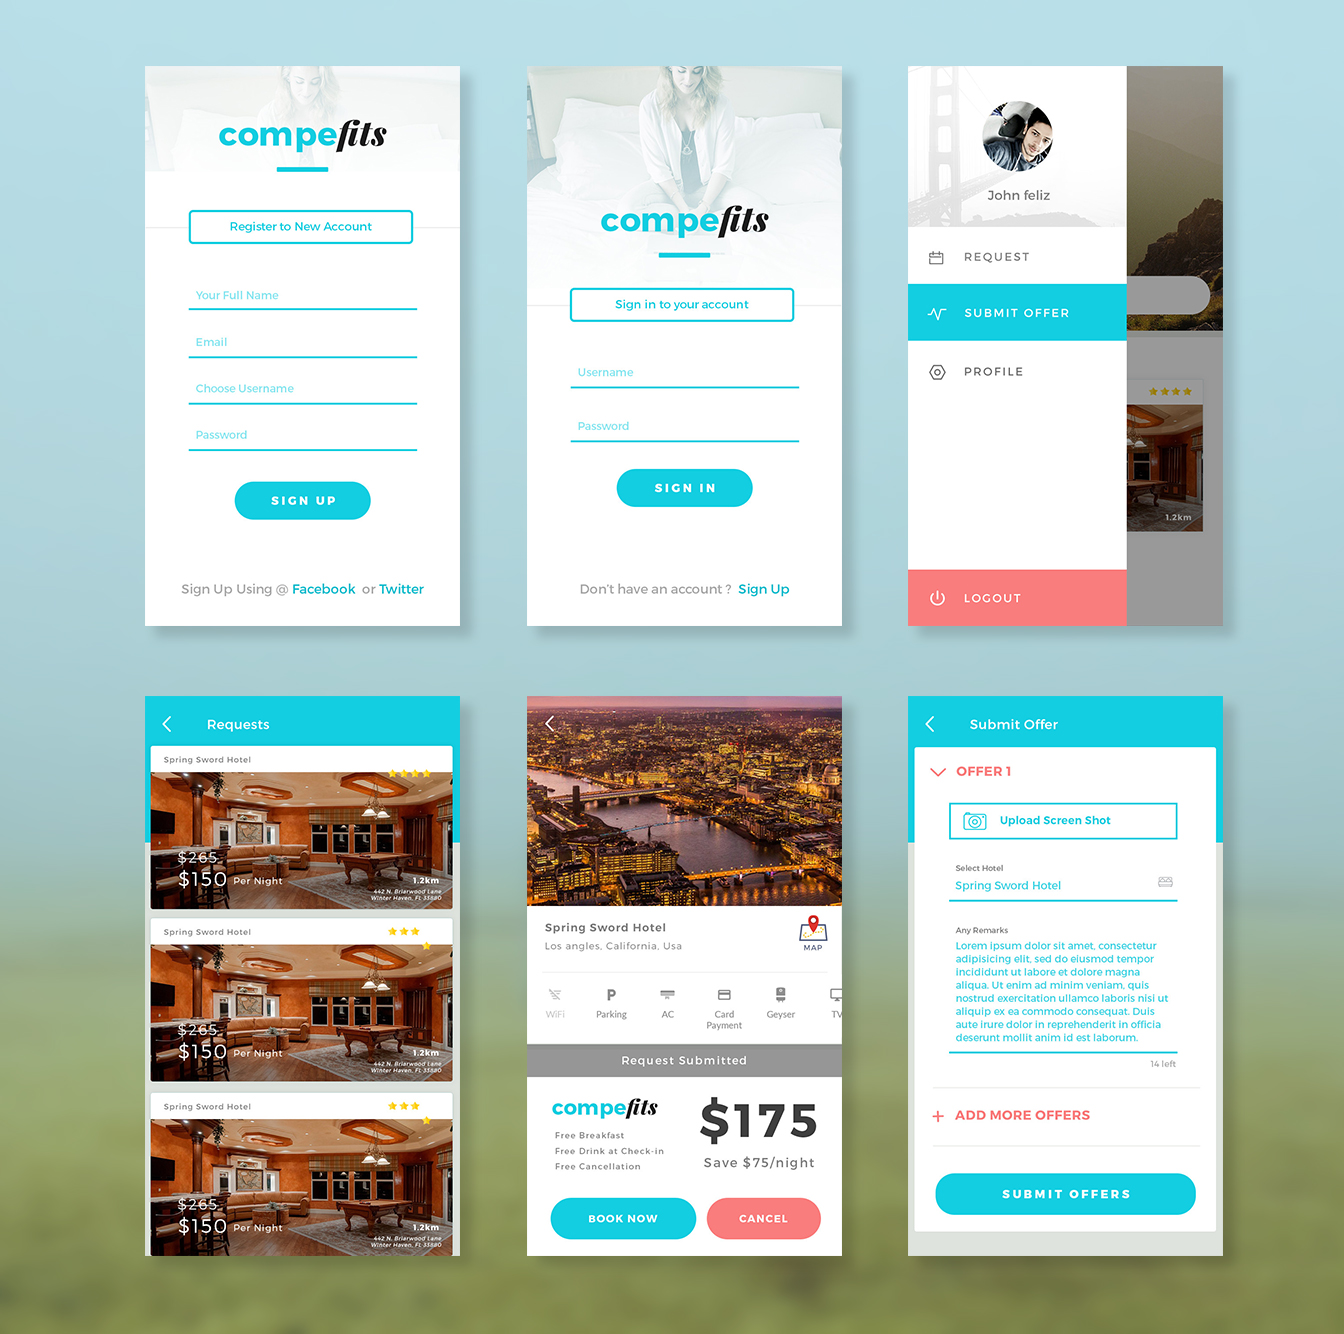 compefits
Register to New Account
Your Full Name
Email
Choose Username
Password
SIGN UP
Sign Up Using @ Facebook or Twitter
compefits
Sign in to your account
Username
Password
SIGN IN
Don't have an account ? Sign Up
John feliz
REQUEST
SUBMIT OFFER
PROFILE
1.2km
LOGOUT
Requests
Spring Sword Hotel
$265
$150 Per Night
1.2km
442 N. Briarwood Lane
Winter Haven, FL 33880
Spring Sword Hotel
$265
$150 Per Night
1.2km
442 N. Briarwood Lane
Winter Haven, FL 33880
Spring Sword Hotel
$265
$150 Per Night
1.2km
442 N. Briarwood Lane
Winter Haven, FL 33880
Spring Sword Hotel
Los angles, California, Usa
MAP
WiFi
Parking
AC
Card
Payment
Geyser
TV
Request Submitted
compefits
Free Breakfast
Free Drink at Check-in
Free Cancellation
$175
Save $75/night
BOOK NOW
CANCEL
Submit Offer
OFFER 1
Upload Screen Shot
Select Hotel
Spring Sword Hotel
Any Remarks
Lorem ipsum dolor sit amet, consectetur
adipisicing elit, sed do eiusmod tempor
incididunt ut labore et dolore magna
aliqua. Ut enim ad minim veniam, quis
nostrud exercitation ullamco laboris nisi ut
aliquip ex ea commodo consequat. Duis
aute irure dolor in reprehenderit in officia
deserunt mollit anim id est laborum.
14 left
ADD MORE OFFERS
SUBMIT OFFERS